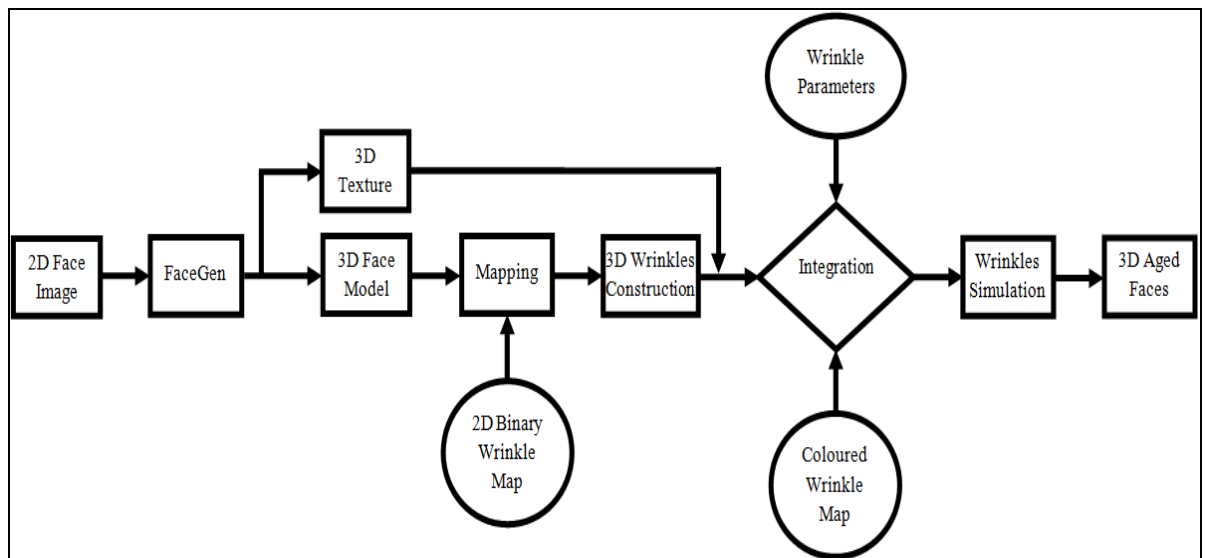 Wrinkle
Parameters
3D
Texture
2D Face
Image
FaceGen
3D Face
Model
Mapping
3D Wrinkles
Construction
Integration
Wrinkles
Simulation
3D Aged
Faces
2D Binary
Wrinkle
Map
Coloured
Wrinkle
Map